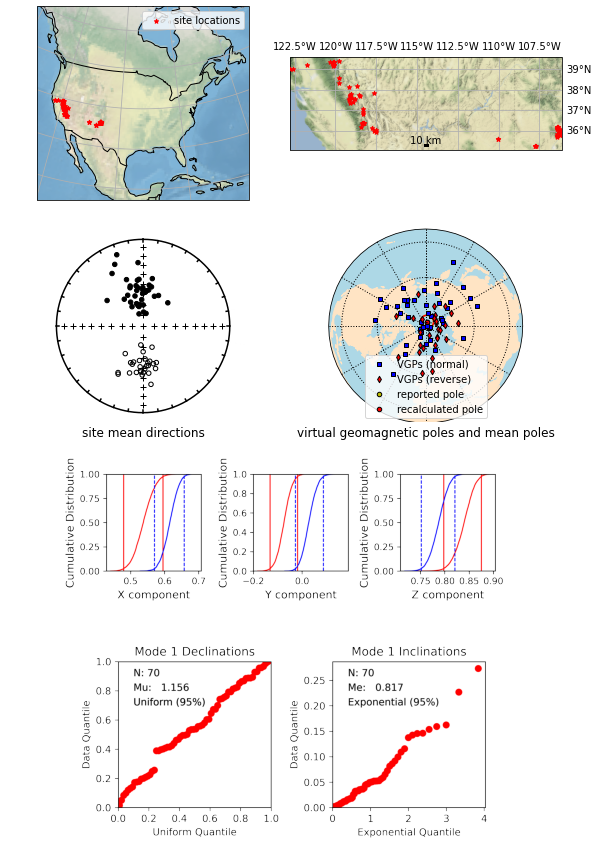 site locations
122.5°W 120°W 117.5°W 115°W 112.5°W 110°W 107.5°W
39°N
38°N
37°N
36°N
10 km
VGPs (normal)
VGPs (reverse)
reported pole
recalculated pole
site mean directions
virtual geomagnetic poles and mean poles
Cumulative Distribution
1.00
0.75
0.50
0.25
0.00
0.5 0.6 0.7
X component
Cumulative Distribution
1.0
0.8
0.6
0.4
0.2
0.0
−0.2 0.0
Y component
Cumulative Distribution
1.00
0.75
0.50
0.25
0.00
0.75 0.80 0.85 0.90
Z component
Mode 1 Declinations
N: 70
Mu: 1.156
Uniform (95%)
Data Quantile
1.0
0.8
0.6
0.4
0.2
0.0
0.0 0.2 0.4 0.6 0.8 1.0
Uniform Quantile
Mode 1 Inclinations
N: 70
Me: 0.817
Exponential (95%)
Data Quantile
0.25
0.20
0.15
0.10
0.05
0.00
0 1 2 3 4
Exponential Quantile